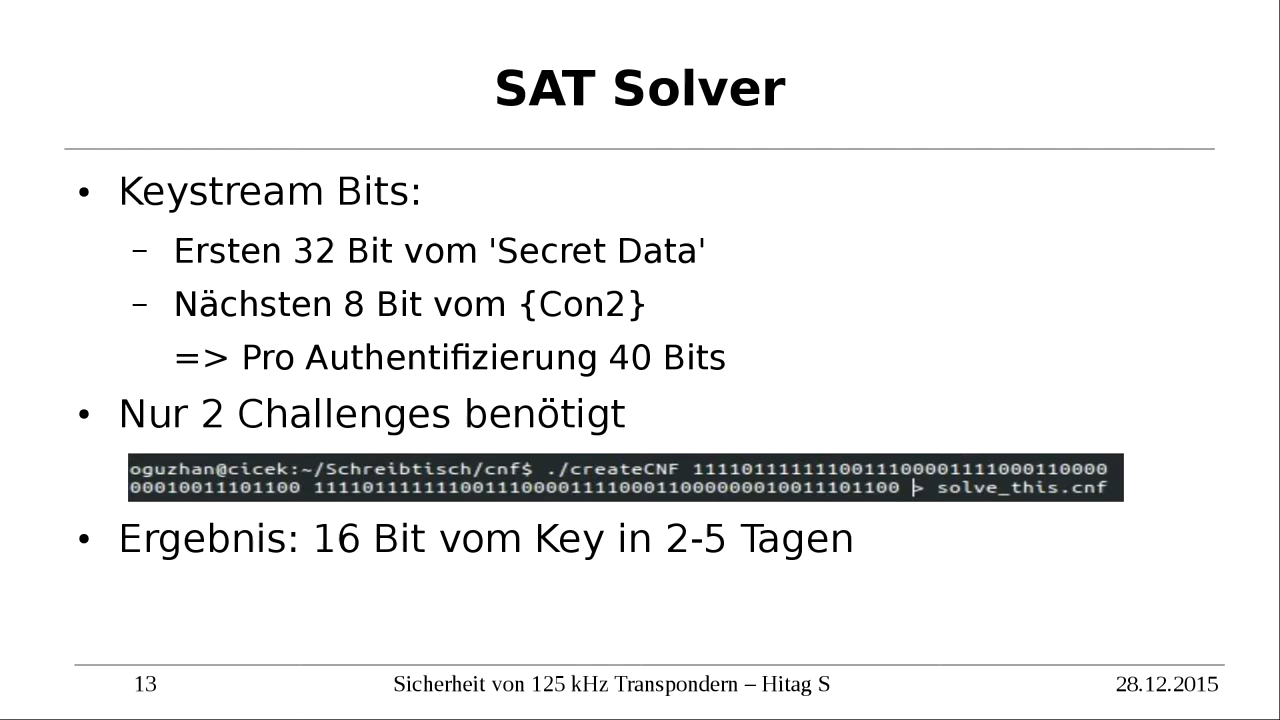 SAT Solver
• Keystream Bits:
– Ersten 32 Bit vom 'Secret Data'
– Nächsten 8 Bit vom {Con2}
=> Pro Authentifizierung 40 Bits
• Nur 2 Challenges benötigt
oguzhan@cicek:~/Schreibtisch/cnf$ ./createCNF 1111011111110011100001111000110000
00010011101100 111101111111001110000111100011000000010011101100 > solve_this.cnf
• Ergebnis: 16 Bit vom Key in 2-5 Tagen
13 Sicherheit von 125 kHz Transpondern – Hitag S 28.12.2015